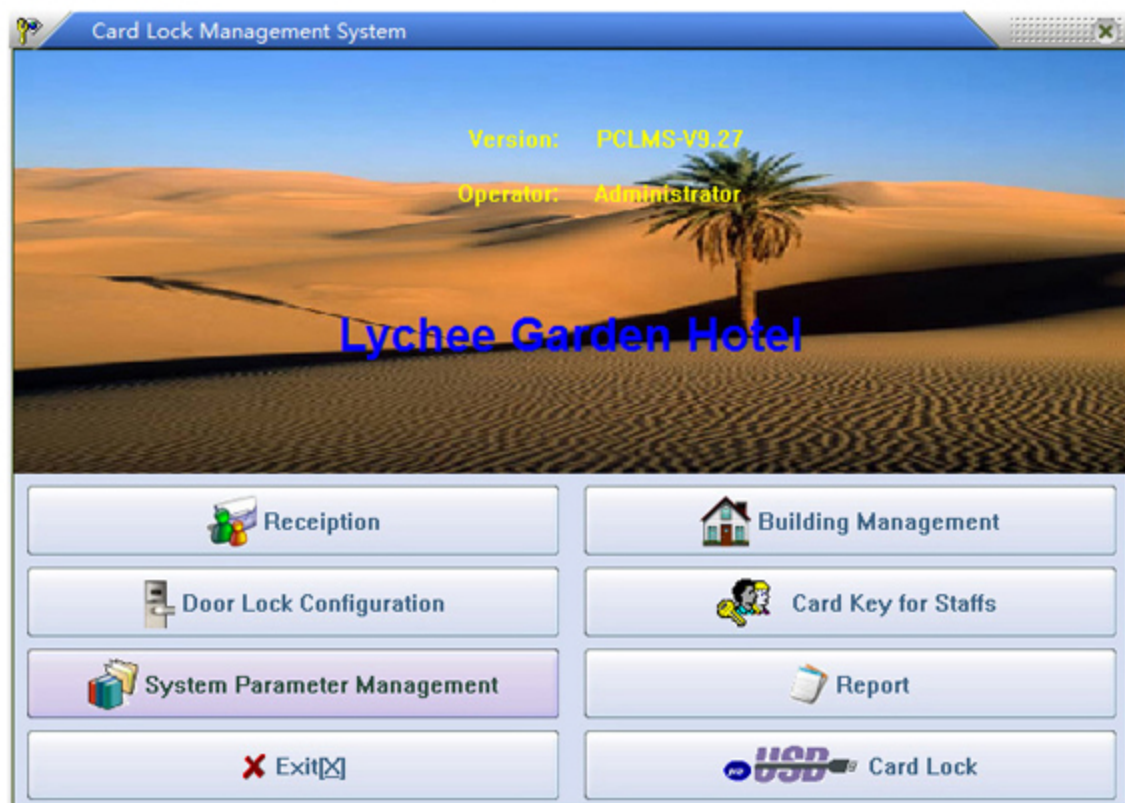 Card Lock Management System
Version: PCLMS-V9.27
Operator: Administrator
Lychee Garden Hotel
Receiption
Building Management
Door Lock Configuration
Card Key for Staffs
System Parameter Management
Report
Exit[X]
USB Card Lock